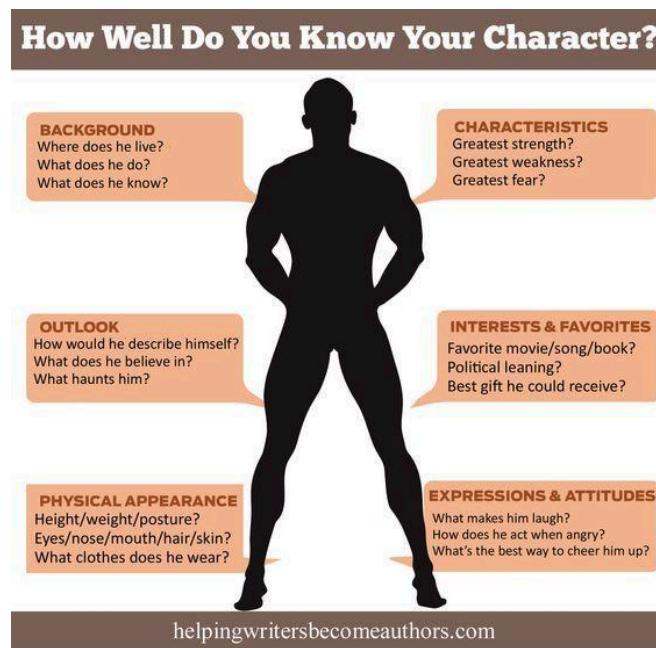 How Well Do You Know Your Character?
BACKGROUND
Where does he live?
What does he do?
What does he know?
CHARACTERISTICS
Greatest strength?
Greatest weakness?
Greatest fear?
OUTLOOK
How would he describe himself?
What does he believe in?
What haunts him?
INTERESTS & FAVORITES
Favorite movie/song/book?
Political leaning?
Best gift he could receive?
PHYSICAL APPEARANCE
Height/weight/posture?
Eyes/nose/mouth/hair/skin?
What clothes does he wear?
EXPRESSIONS & ATTITUDES
What makes him laugh?
How does he act when angry?
What's the best way to cheer him up?
helpingwritersbecomeauthors.com